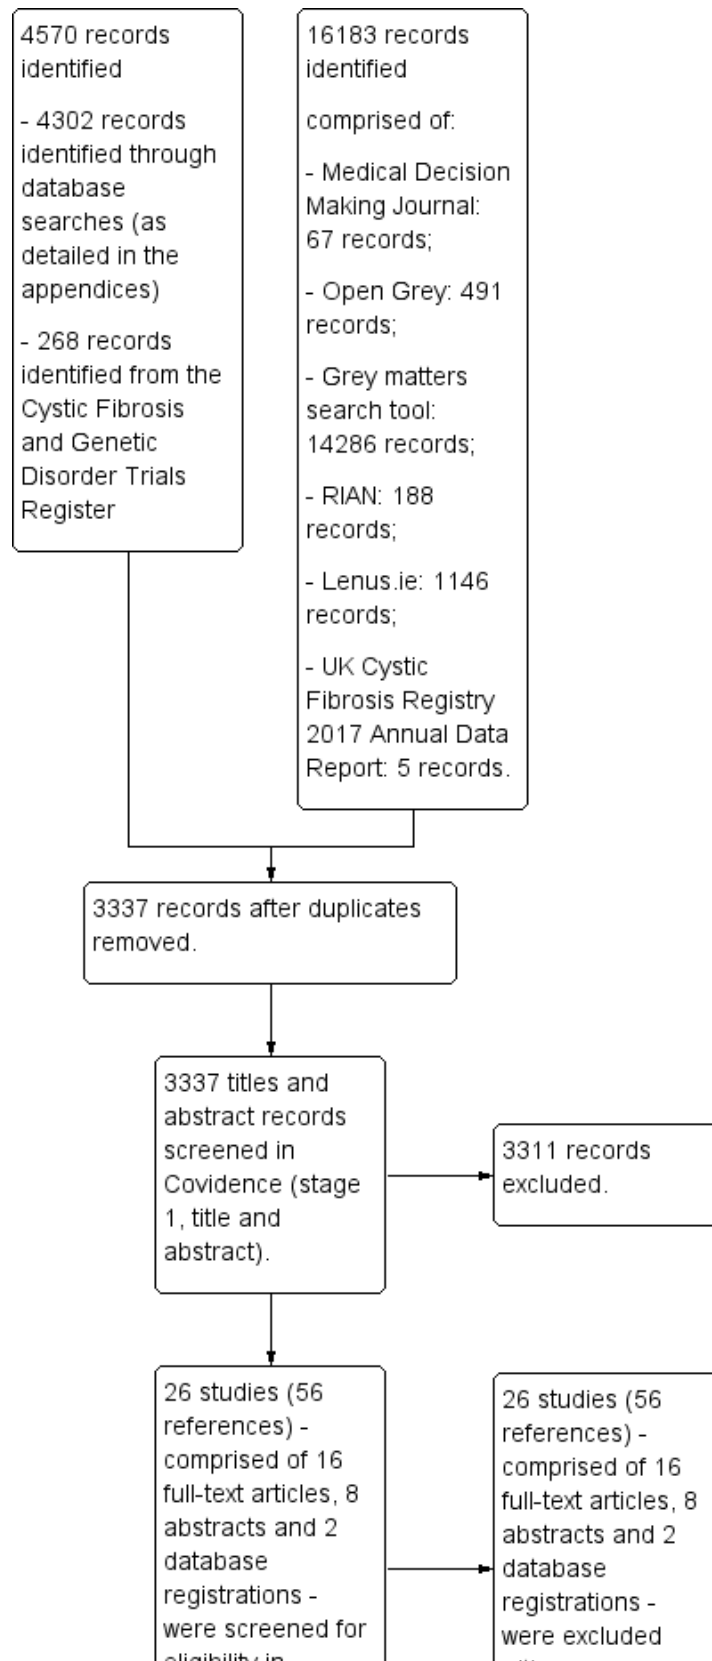 4570 records
identified
- 4302 records
identified through
database
searches (as
detailed in the
appendices)
- 268 records
identified from the
Cystic Fibrosis
and Genetic
Disorder Trials
Register
16183 records
identified
comprised of:
- Medical Decision
Making Journal:
67 records;
- Open Grey: 491
records;
- Grey matters
search tool:
14286 records;
- RIAN: 188
records;
- Lenus.ie: 1146
records;
- UK Cystic
Fibrosis Registry
2017 Annual Data
Report: 5 records.
3337 records after duplicates
removed.
3337 titles and
abstract records
screened in
Covidence (stage
1, title and
abstract).
3311 records
excluded.
26 studies (56
references) -
comprised of 16
full-text articles, 8
abstracts and 2
database
registrations -
were screened for
eligibility in
26 studies (56
references) -
comprised of 16
full-text articles, 8
abstracts and 2
database
registrations -
were excluded